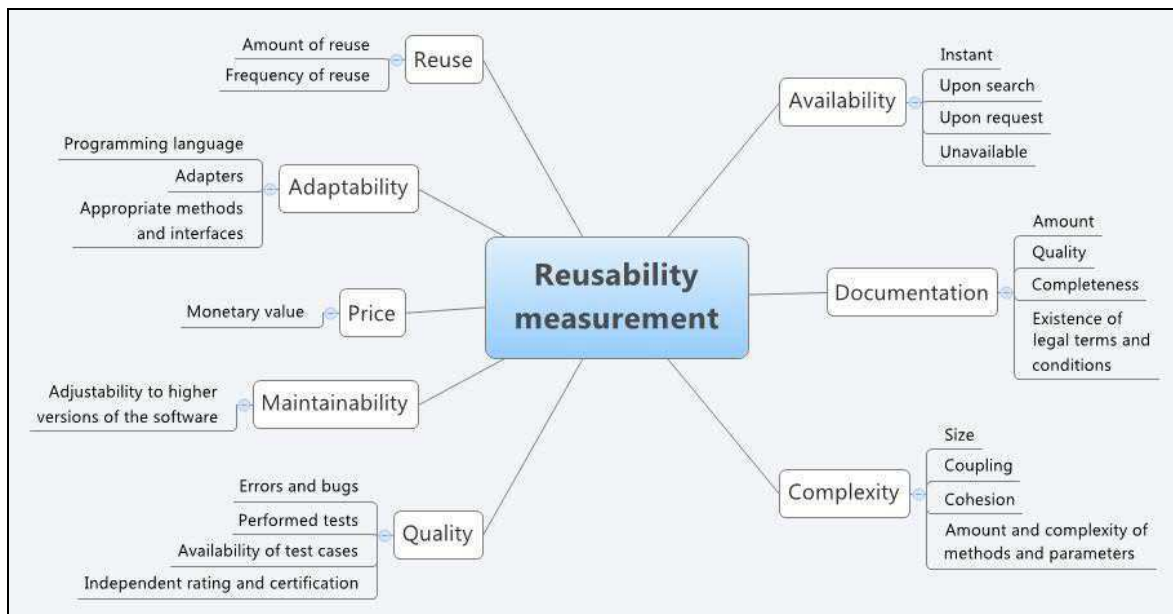 Reusability
measurement
Reuse
Amount of reuse
Frequency of reuse
Adaptability
Programming language
Adapters
Appropriate methods
and interfaces
Price
Monetary value
Maintainability
Adjustability to higher
versions of the software
Quality
Errors and bugs
Performed tests
Availability of test cases
Independent rating and certification
Availability
Instant
Upon search
Upon request
Unavailable
Documentation
Amount
Quality
Completeness
Existence of
legal terms and
conditions
Complexity
Size
Coupling
Cohesion
Amount and complexity of
methods and parameters